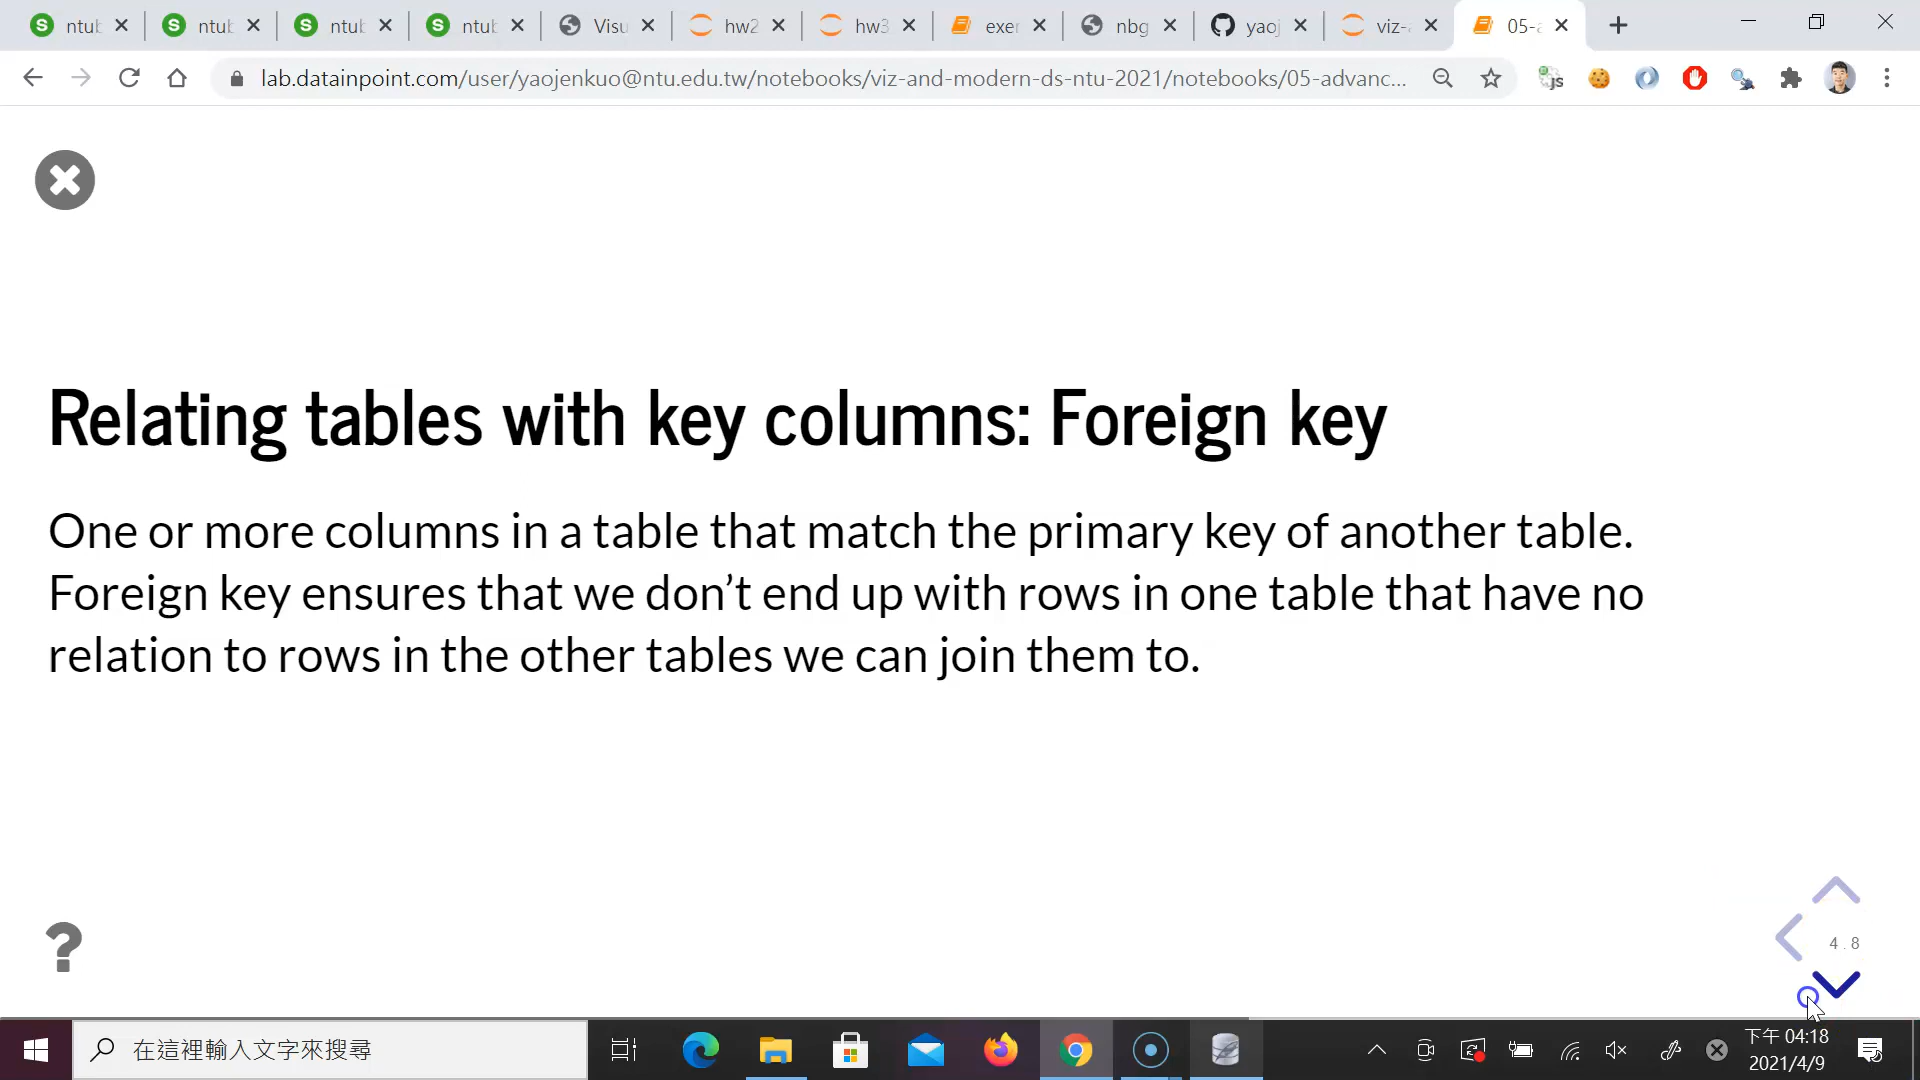 ntub
ntub
ntub
ntub
Visu
hw2
hw3
exer
nbg
yaoj
viz-a
05-a
lab.datainpoint.com/user/yaojenkuo@ntu.edu.tw/notebooks/viz-and-modern-ds-ntu-2021/notebooks/05-advanc...
Relating tables with key columns: Foreign key
One or more columns in a table that match the primary key of another table.
Foreign key ensures that we don’t end up with rows in one table that have no
relation to rows in the other tables we can join them to.
4 . 8
在這裡輸入文字來搜尋
下午 04:18
2021/4/9